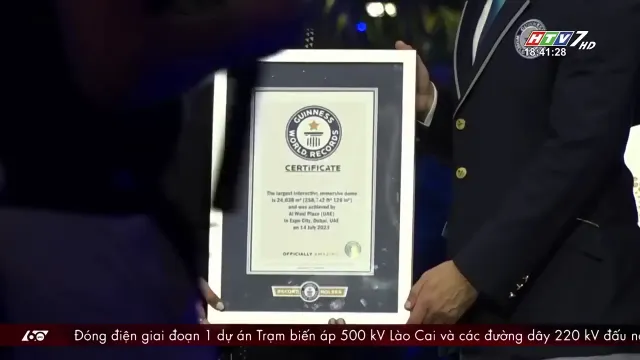 HTV7 HD
18:41:28
GUINNESS
WORLD RECORDS
CERTIFICATE
The largest interactive, immersive dome
and was achieved by
Al Wasl Plaza (UAE)
in Expo City, Dubai, UAE
on 14 July 2023
OFFICIALLY AMAZING
60
Đóng điện giai đoạn 1 dự án Trạm biến áp 500 kV Lào Cai và các đường dây 220 kV đấu n